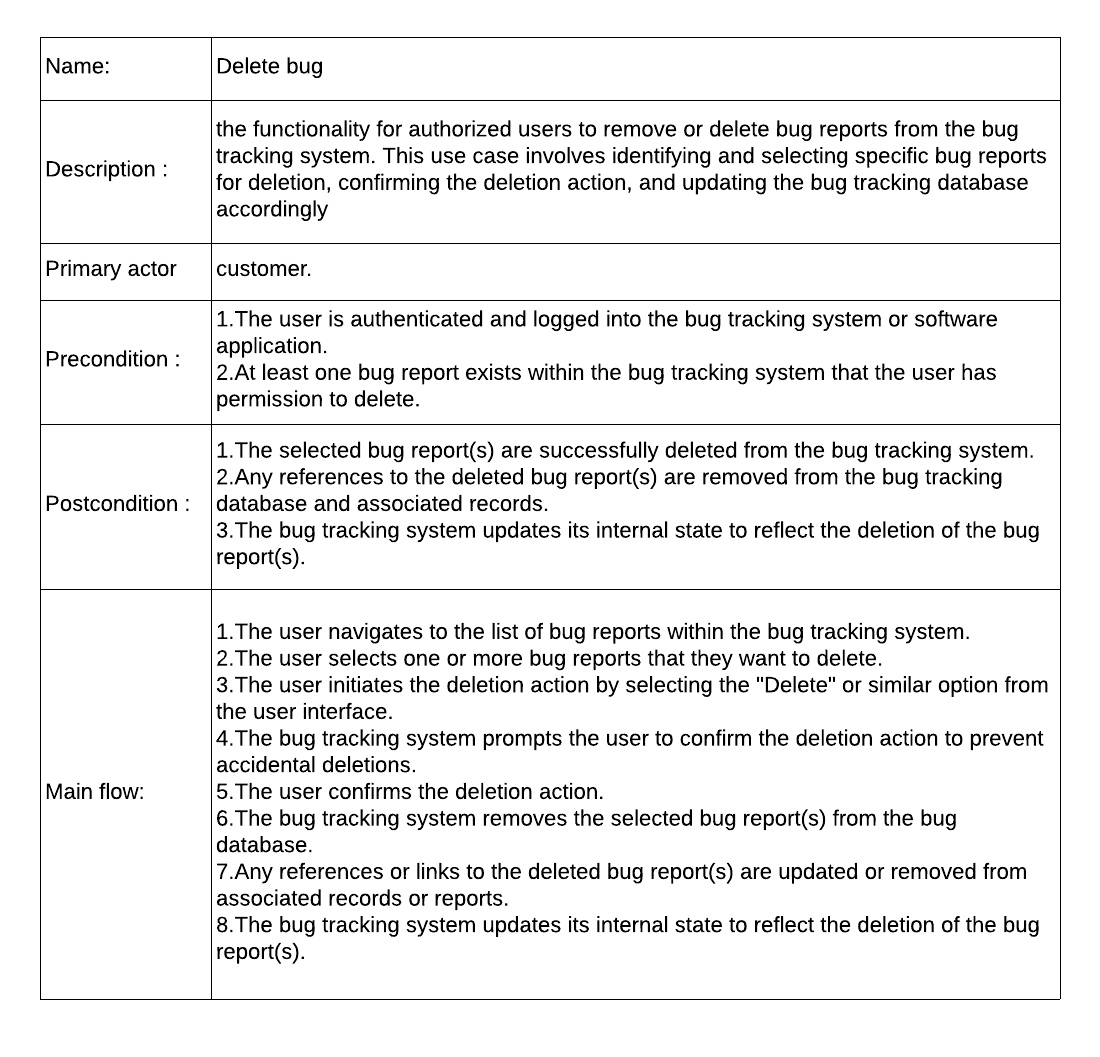 Name:
Delete bug
Description :
the functionality for authorized users to remove or delete bug reports from the bug
tracking system. This use case involves identifying and selecting specific bug reports
for deletion, confirming the deletion action, and updating the bug tracking database
accordingly
Primary actor
customer.
Precondition :
1.The user is authenticated and logged into the bug tracking system or software
application.
2.At least one bug report exists within the bug tracking system that the user has
permission to delete.
Postcondition :
1.The selected bug report(s) are successfully deleted from the bug tracking system.
2.Any references to the deleted bug report(s) are removed from the bug tracking
database and associated records.
3.The bug tracking system updates its internal state to reflect the deletion of the bug
report(s).
Main flow:
1.The user navigates to the list of bug reports within the bug tracking system.
2.The user selects one or more bug reports that they want to delete.
3.The user initiates the deletion action by selecting the "Delete" or similar option from
the user interface.
4.The bug tracking system prompts the user to confirm the deletion action to prevent
accidental deletions.
5.The user confirms the deletion action.
6.The bug tracking system removes the selected bug report(s) from the bug
database.
7.Any references or links to the deleted bug report(s) are updated or removed from
associated records or reports.
8.The bug tracking system updates its internal state to reflect the deletion of the bug
report(s).